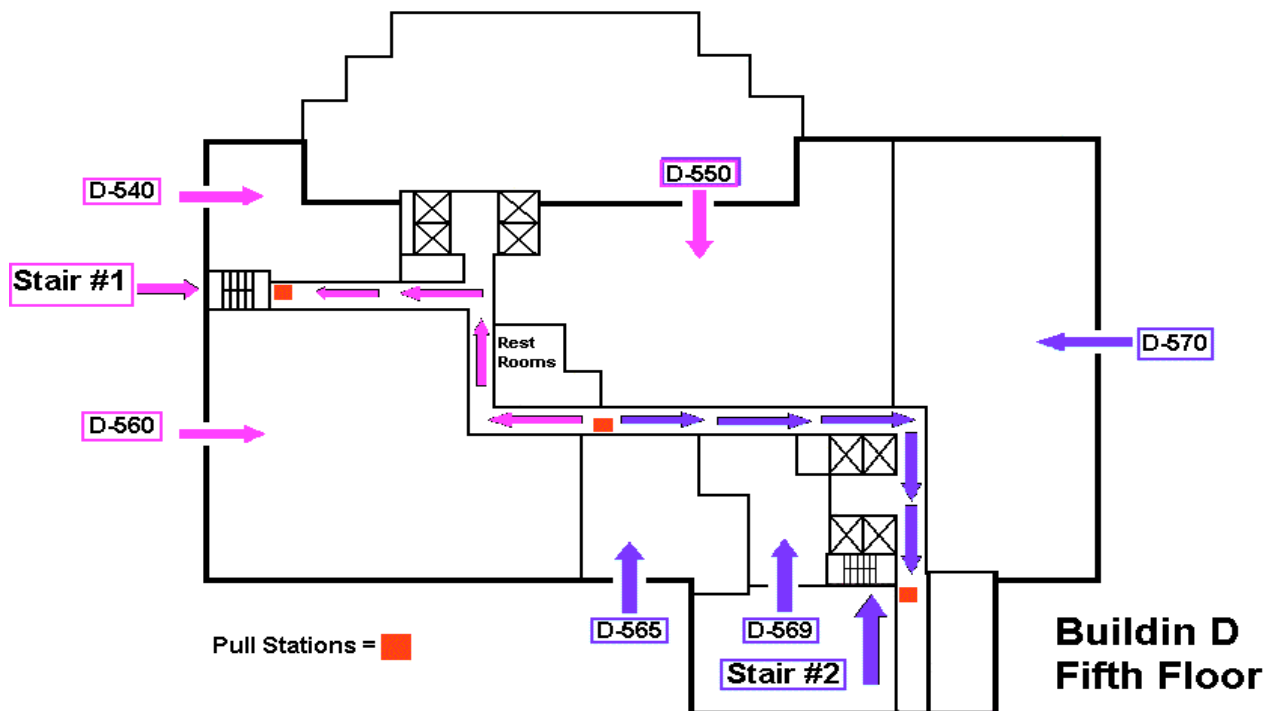 D-550
D-540
Stair #1
Rest
Rooms
D-570
D-560
D-565
D-569
Pull Stations =
Stair #2
Buildin D
Fifth Floor